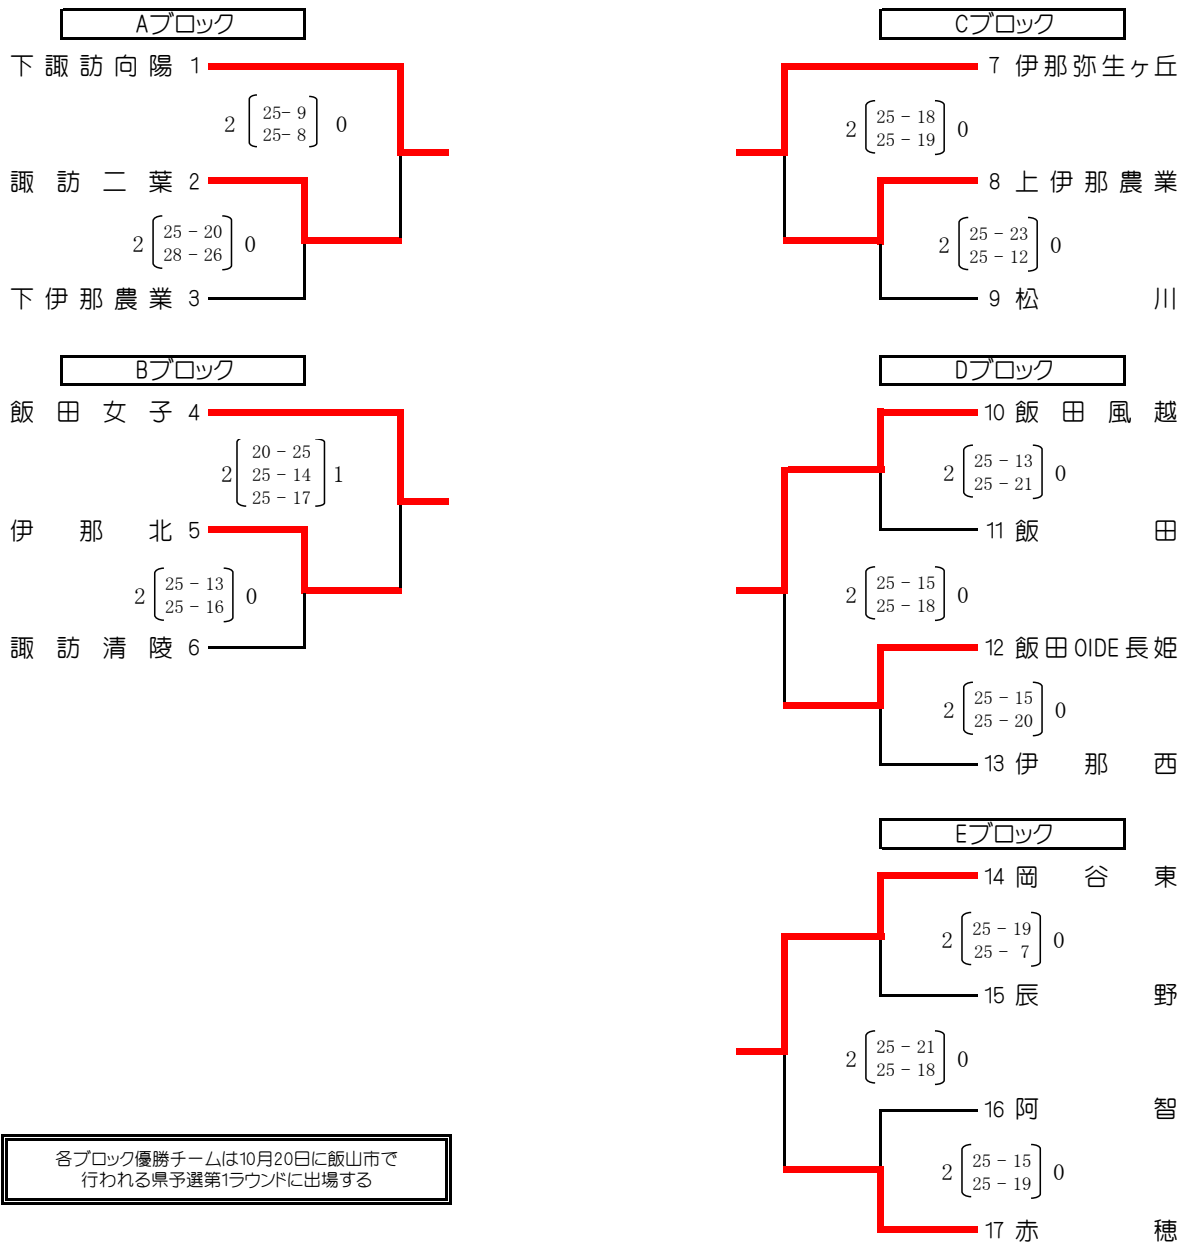 Aブロック
下諏訪向陽 1
2 25- 9 0
25- 8
諏訪二葉 2
2 25 - 20 0
28 - 26
下伊那農業 3
Bブロック
飯田女子 4
20 - 25
2 25 - 14 1
25 - 17
伊那北 5
2 25 - 13 0
25 - 16
諏訪清陵 6
Cブロック
7 伊那弥生ヶ丘
2 25 - 18 0
25 - 19
8 上伊那農業
2 25 - 23 0
25 - 12
9 松川
Dブロック
10 飯田風越
2 25 - 13 0
25 - 21
11 飯田
2 25 - 15 0
25 - 18
12 飯田OIDE長姫
2 25 - 15 0
25 - 20
13 伊那西
Eブロック
14 岡谷東
2 25 - 19 0
25 - 7
15 辰野
2 25 - 21 0
25 - 18
16 阿智
2 25 - 15 0
25 - 19
17 赤穂
各ブロック優勝チームは10月20日に飯山市で
行われる県予選第1ラウンドに出場する